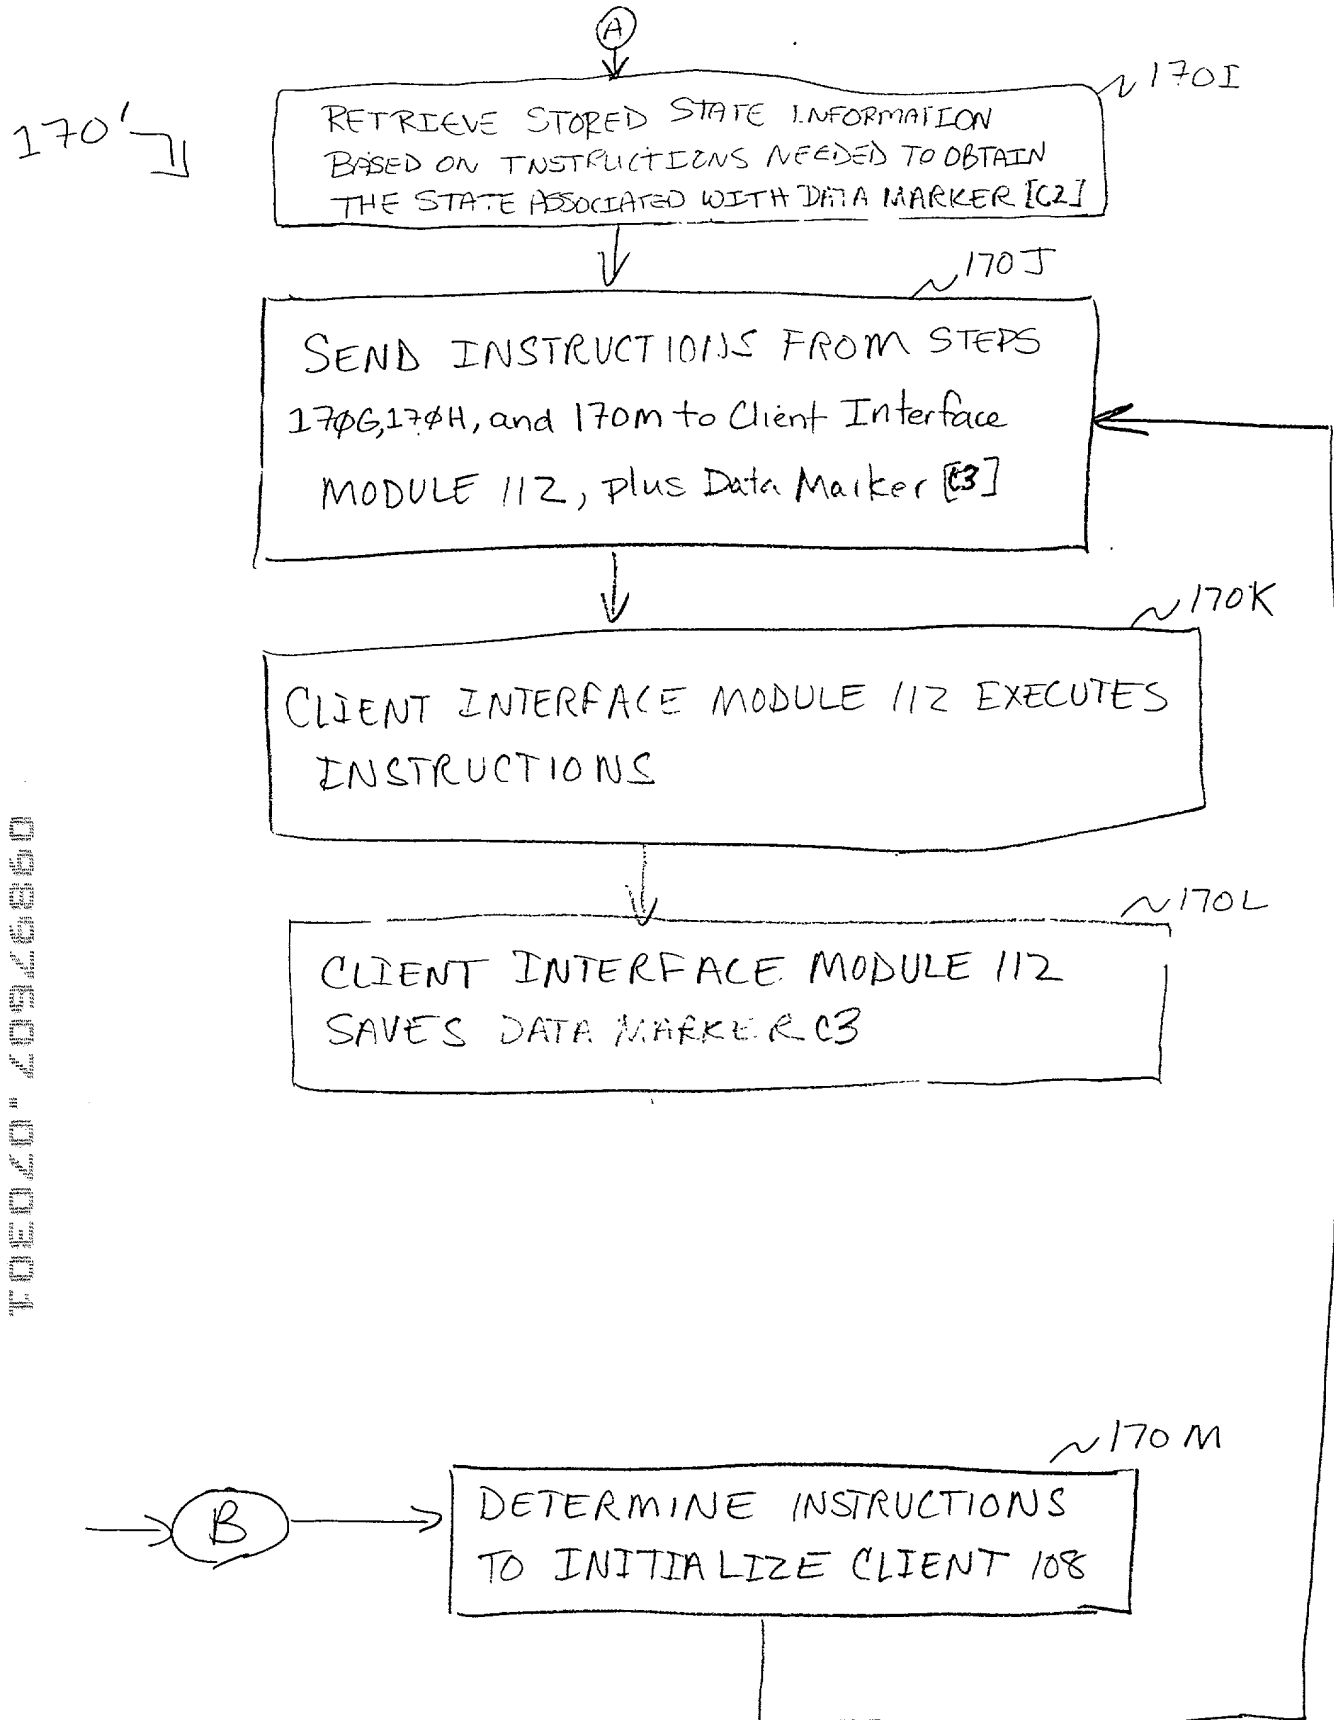 A
170I
170'
RETRIEVE STORED STATE INFORMATION
BASED ON INSTRUCTIONS NEEDED TO OBTAIN
THE STATE ASSOCIATED WITH DATA MARKER [C2]
170J
SEND INSTRUCTIONS FROM STEPS
170G, 170H, and 170M to Client Interface
MODULE 112, plus Data Marker [C3]
170K
CLIENT INTERFACE MODULE 112 EXECUTES
INSTRUCTIONS
170L
CLIENT INTERFACE MODULE 112
SAVES DATA MARKER C3
09897607.070301
170M
B
DETERMINE INSTRUCTIONS
TO INITIALIZE CLIENT 108